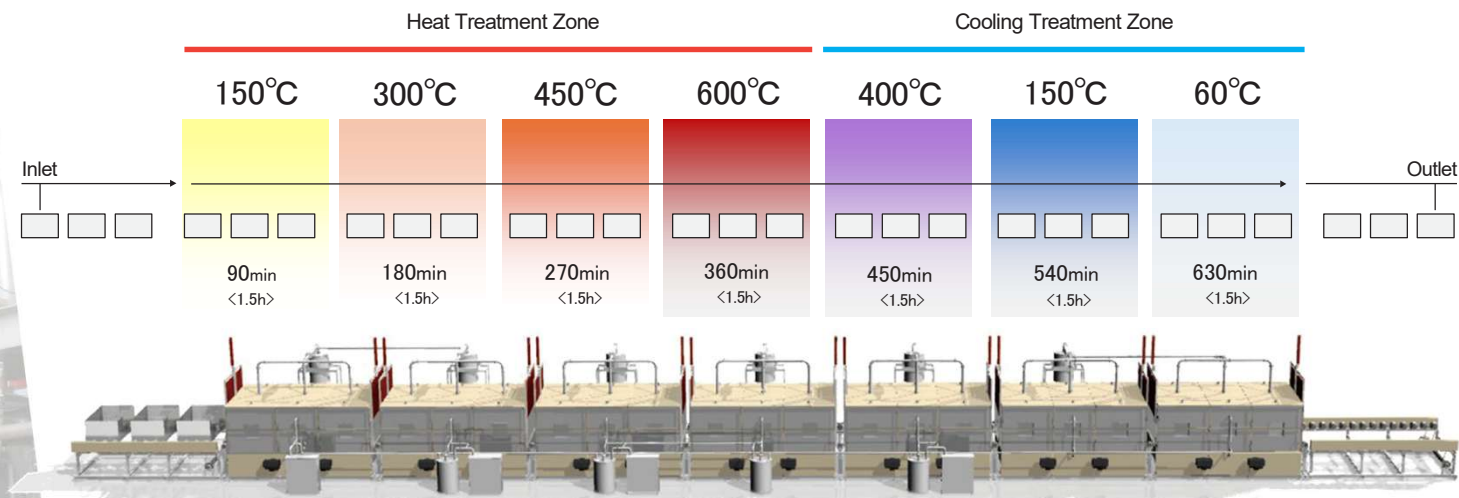 Heat Treatment Zone
Cooling Treatment Zone
150℃
300℃
450℃
600℃
400℃
150℃
60℃
Inlet
Outlet
90min
180min
270min
360min
450min
540min
630min
〈1.5h〉
〈1.5h〉
〈1.5h〉
〈1.5h〉
〈1.5h〉
〈1.5h〉
〈1.5h〉